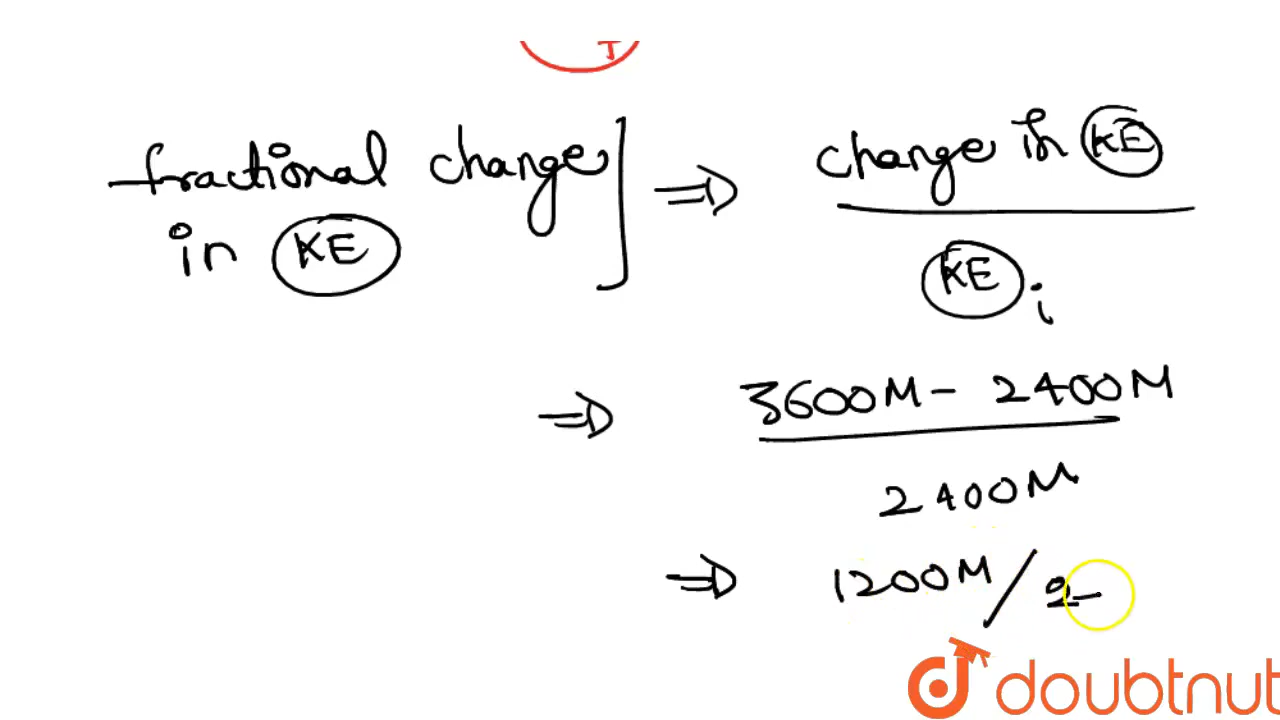 I
fractional change ⇒ change in KE
in KE
KE i
⇒ 3600M - 2400M
2400M
⇒ 1200M / 2
doubtnut